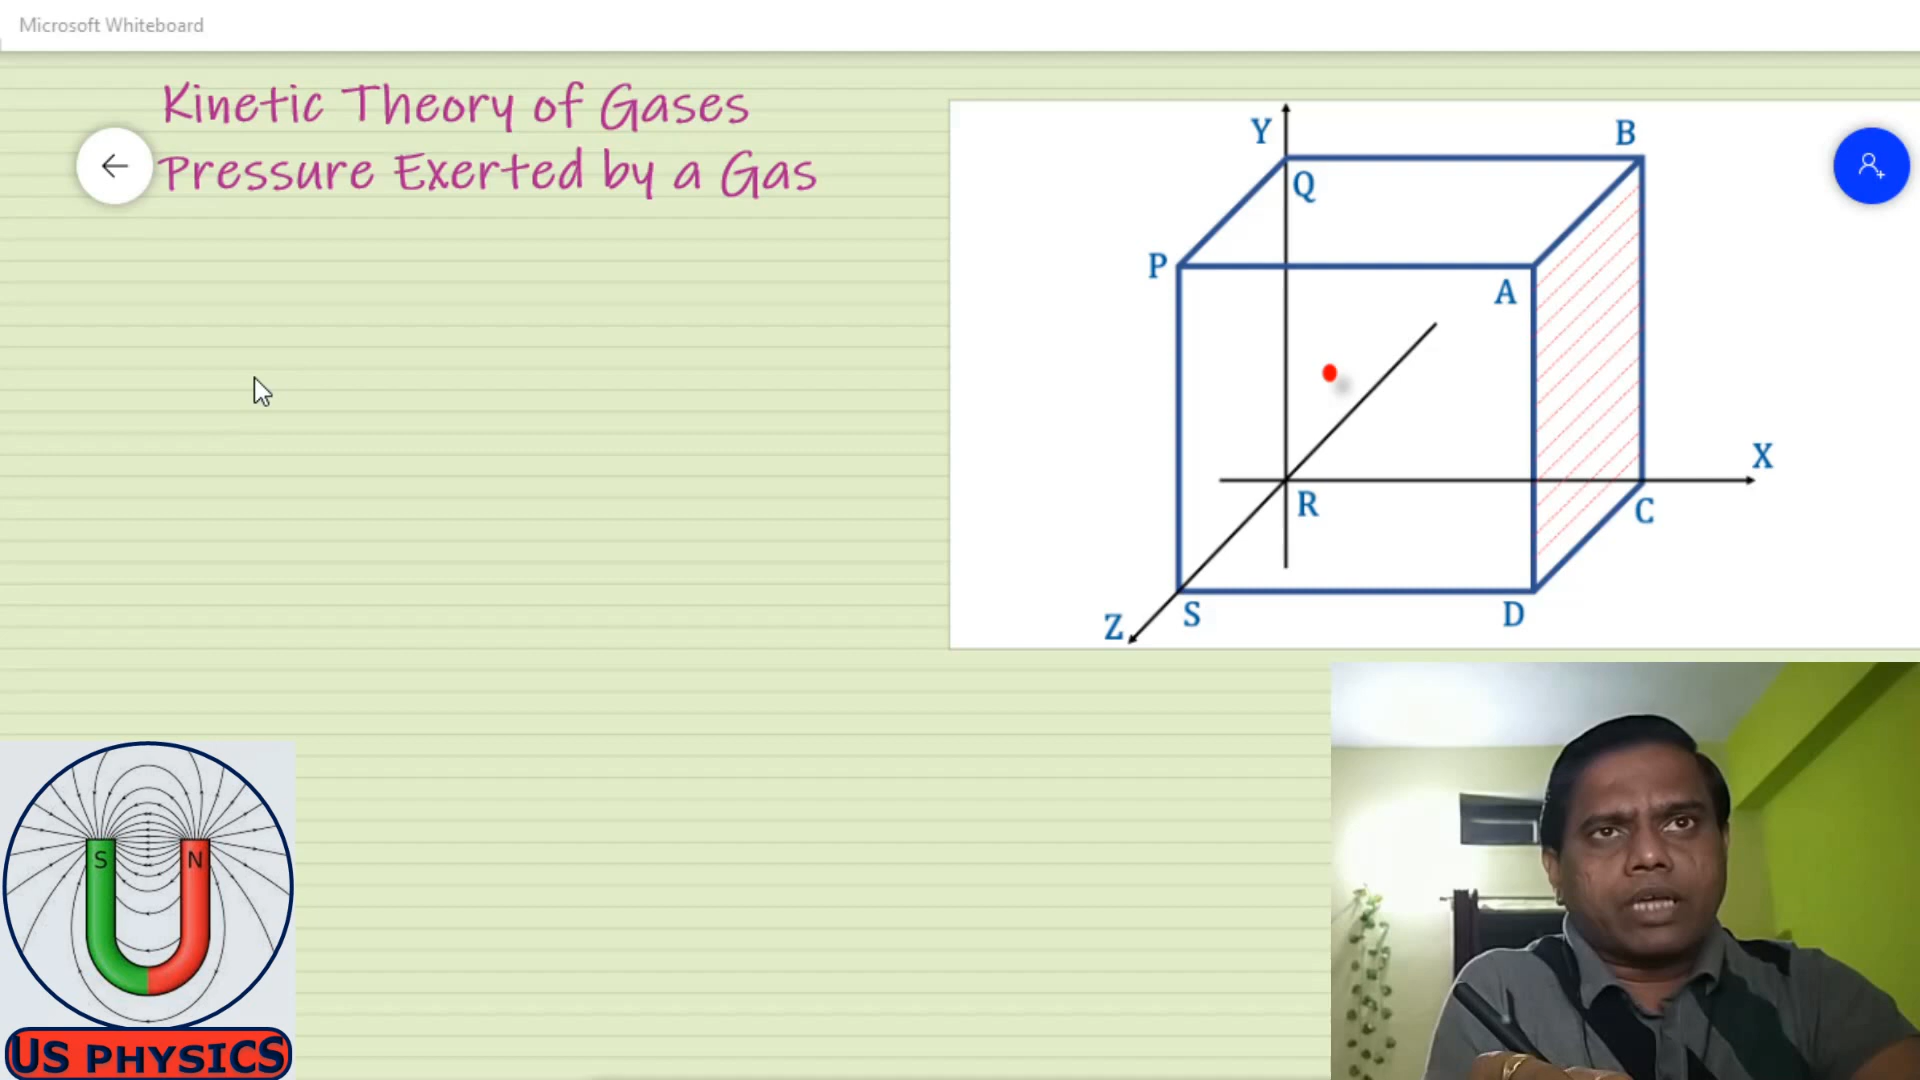 Microsoft Whiteboard
Kinetic Theory of Gases
Pressure Exerted by a Gas
Y
B
Q
P
A
X
R
C
Z
S
D
S
N
US PHYSICS